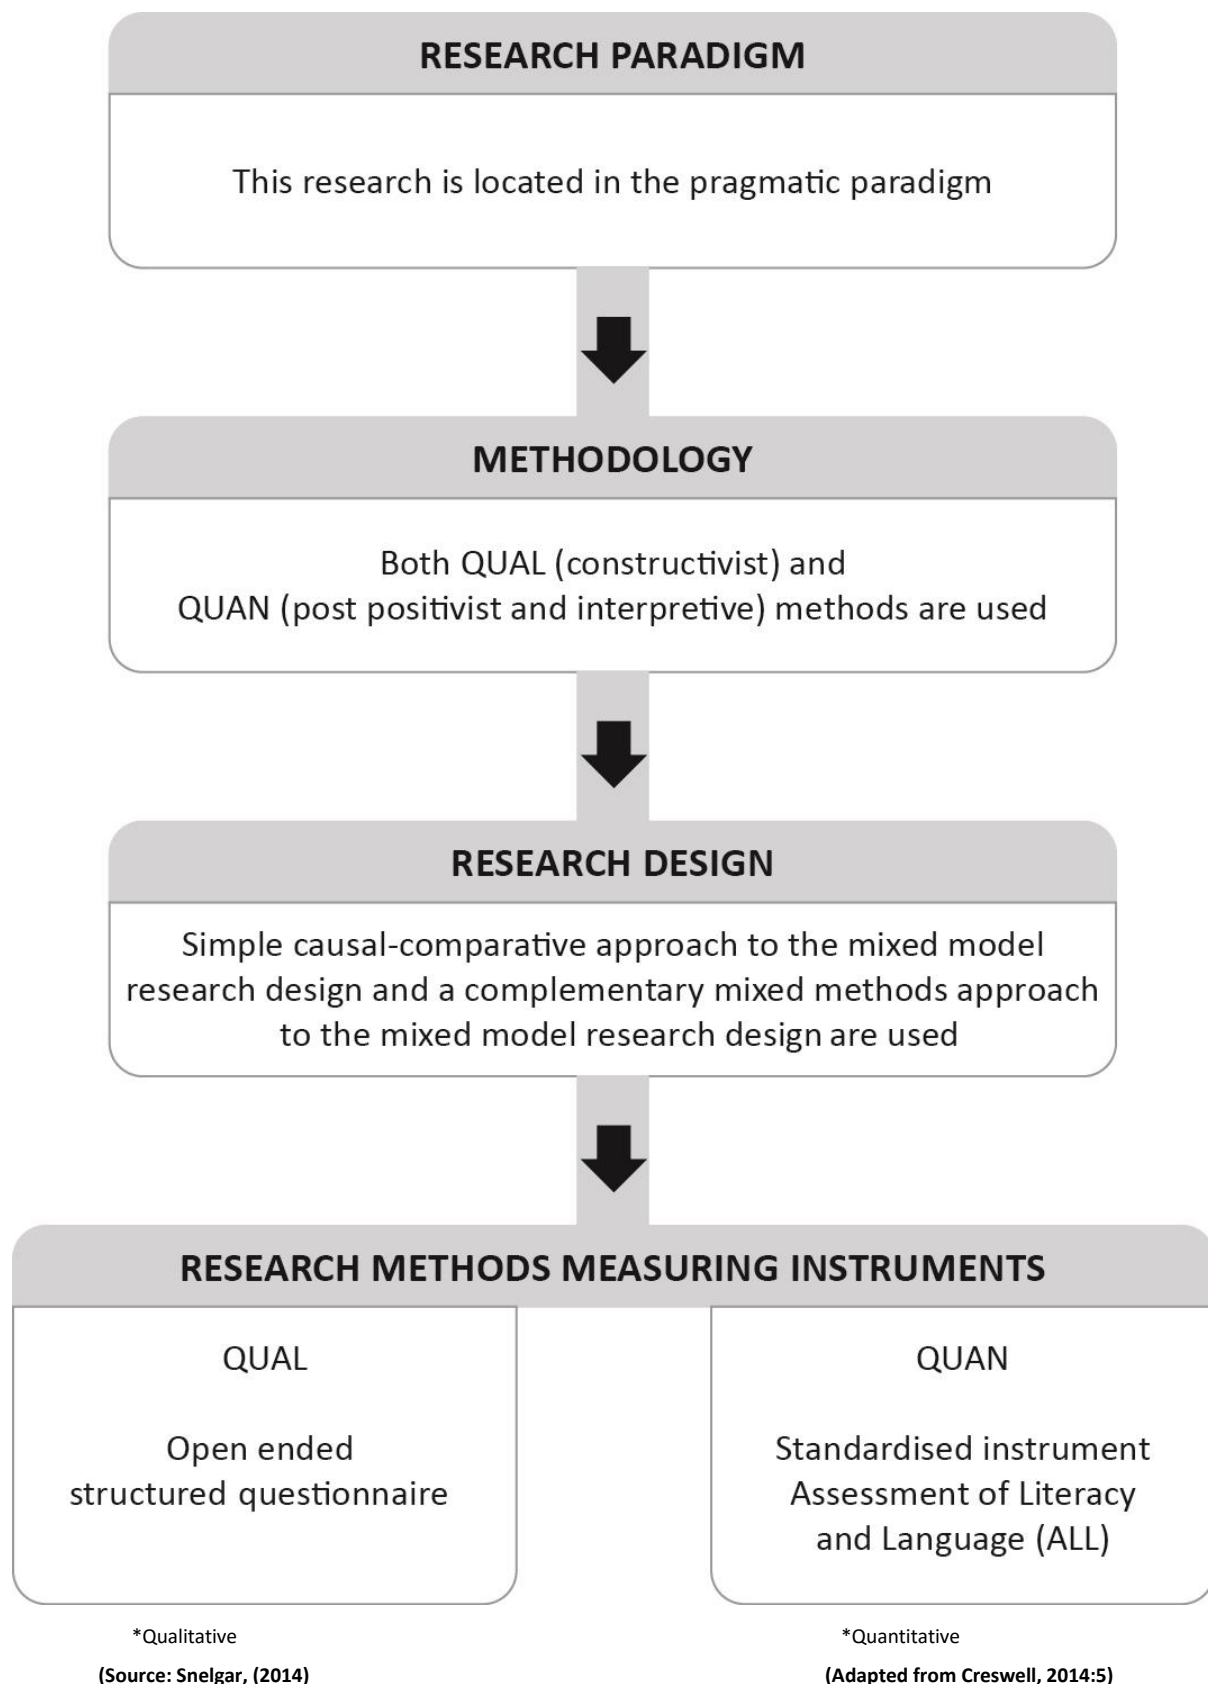 RESEARCH PARADIGM
This research is located in the pragmatic paradigm
METHODOLOGY
Both QUAL (constructivist) and
QUAN (post positivist and interpretive) methods are used
RESEARCH DESIGN
Simple causal-comparative approach to the mixed model
research design and a complementary mixed methods approach
to the mixed model research design are used
RESEARCH METHODS MEASURING INSTRUMENTS
QUAL
Open ended
structured questionnaire
QUAN
Standardised instrument
Assessment of Literacy
and Language (ALL)
*Qualitative
*Quantitative
(Source: Snelgar, (2014)
(Adapted from Creswell, 2014:5)